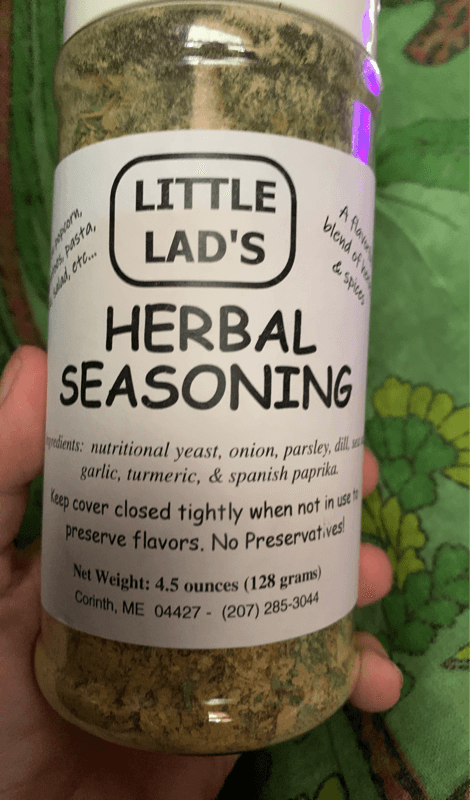 LITTLE
LAD'S
popcorn,
pasta,
salad, etc...
A
blend of
& spices
HERBAL
SEASONING
nutritional yeast, onion, parsley, dill,
garlic, turmeric, & spanish paprika.
Keep cover closed tightly when not in use to
preserve flavors. No Preservatives!
Net Weight: 4.5 ounces (128 grams)
Corinth, ME 04427 - (207) 285-3044